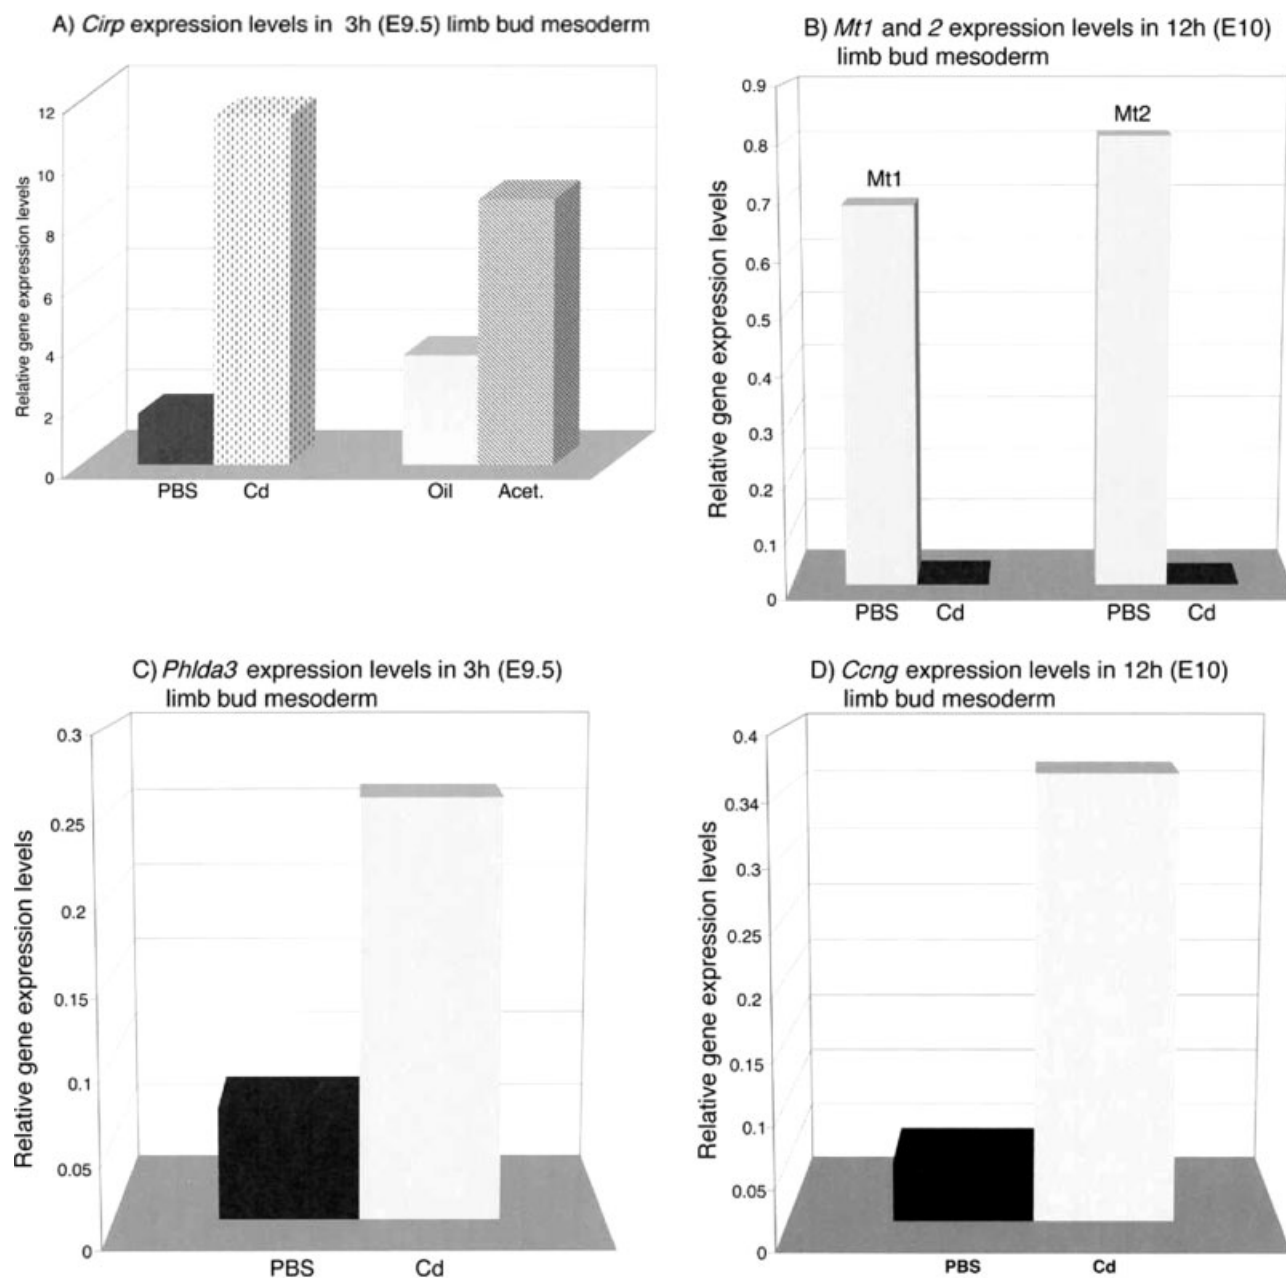 A) Cirp expression levels in 3h (E9.5) limb bud mesoderm
Relative gene expression levels
12
10
8
6
4
2
0
PBS Cd Oil Acet.
B) Mt1 and 2 expression levels in 12h (E10)
limb bud mesoderm
Relative gene expression levels
0.9
0.8
0.7
0.6
0.5
0.4
0.3
0.2
0.1
0
Mt1
Mt2
PBS Cd PBS Cd
C) Phlda3 expression levels in 3h (E9.5)
limb bud mesoderm
Relative gene expression levels
0.3
0.25
0.2
0.15
0.1
0.05
0
PBS Cd
D) Ccng expression levels in 12h (E10)
limb bud mesoderm
Relative gene expression levels
0.4
0.34
0.3
0.25
0.2
0.15
0.1
0.05
0
PBS Cd